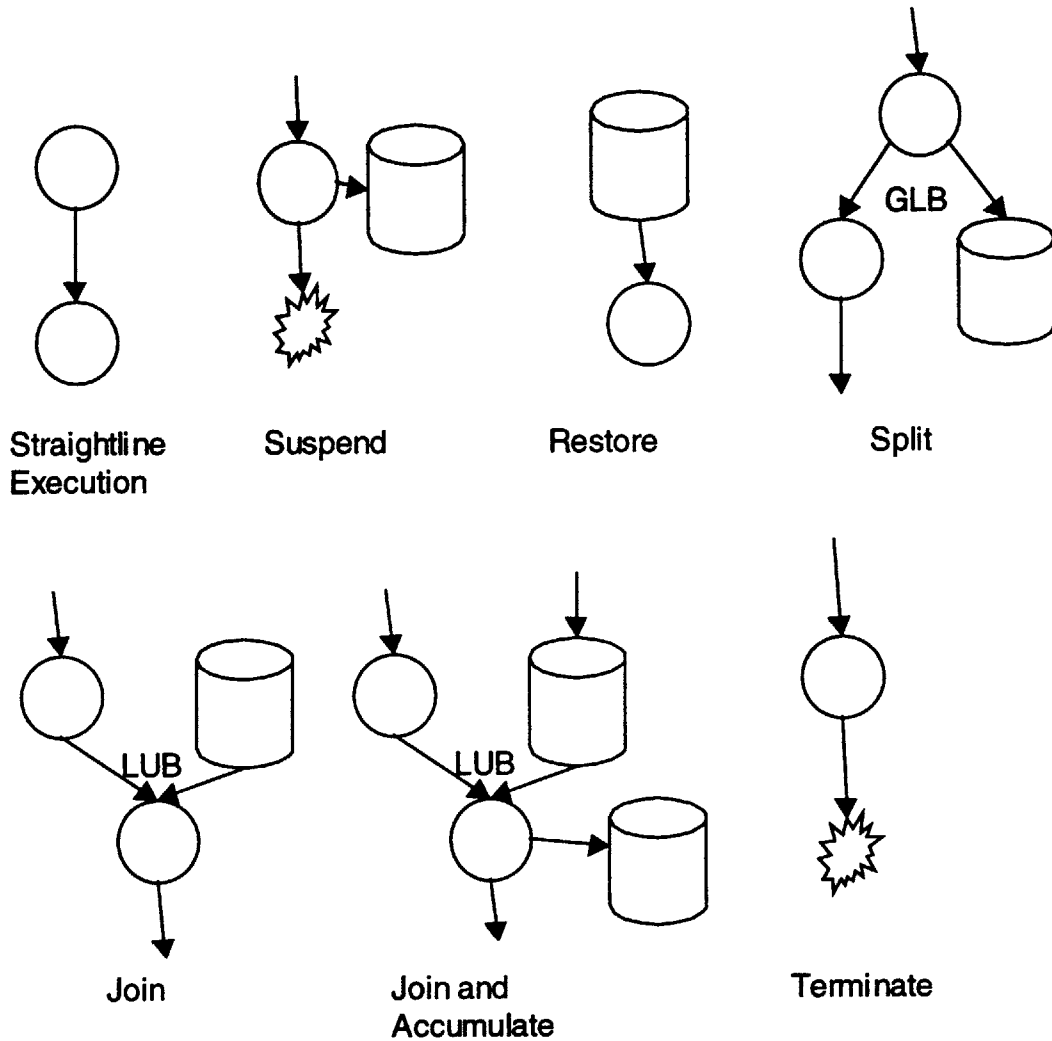 GLB
Straightline
Execution
Suspend
Restore
Split
LUB
LUB
Join
Join and
Accumulate
Terminate